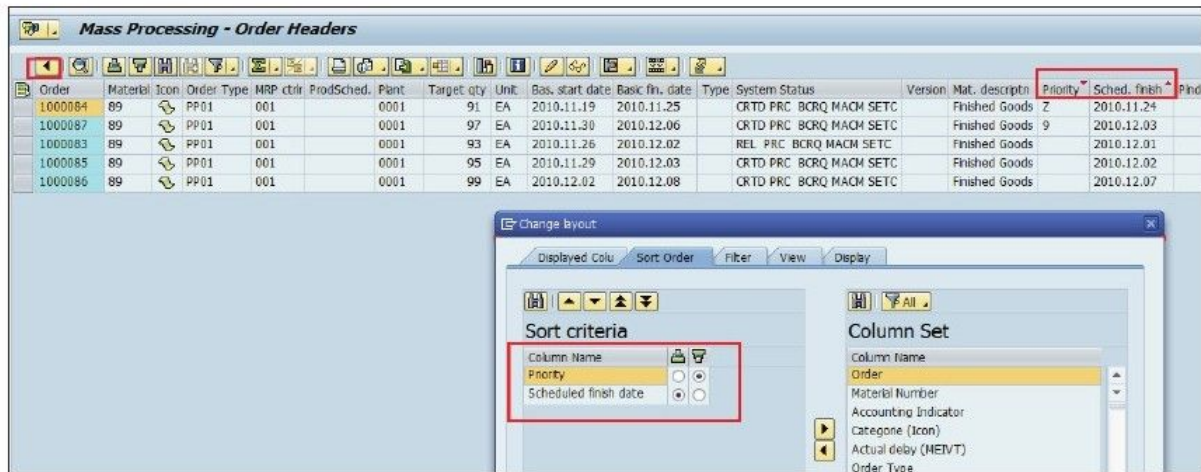 Mass Processing - Order Headers
Order Material Icon Order Type MRP ctrlr ProdSched. Plant Target qty Unit Bas. start date Basic fin. date Type System Status Version Mat. descriptn Priority Sched. finish Pind
1000084 89 PP01 001 0001 91 EA 2010.11.19 2010.11.25 CRTD PRC BCRQ MACM SETC Finished Goods Z 2010.11.24
1000087 89 PP01 001 0001 97 EA 2010.11.30 2010.12.06 CRTD PRC BCRQ MACM SETC Finished Goods 9 2010.12.03
1000083 89 PP01 001 0001 93 EA 2010.11.26 2010.12.02 REL PRC BCRQ MACM SETC Finished Goods 2010.12.01
1000085 89 PP01 001 0001 95 EA 2010.11.29 2010.12.03 CRTD PRC BCRQ MACM SETC Finished Goods 2010.12.02
1000086 89 PP01 001 0001 99 EA 2010.12.02 2010.12.08 CRTD PRC BCRQ MACM SETC Finished Goods 2010.12.07
Change layout
Displayed Colu Sort Order Filter View Display
All
Sort criteria Column Set
Column Name Column Name
Priority Order
Scheduled finish date Material Number
Accounting Indicator
Categorie (Icon)
Actual delay (MEIVT)
Order Type